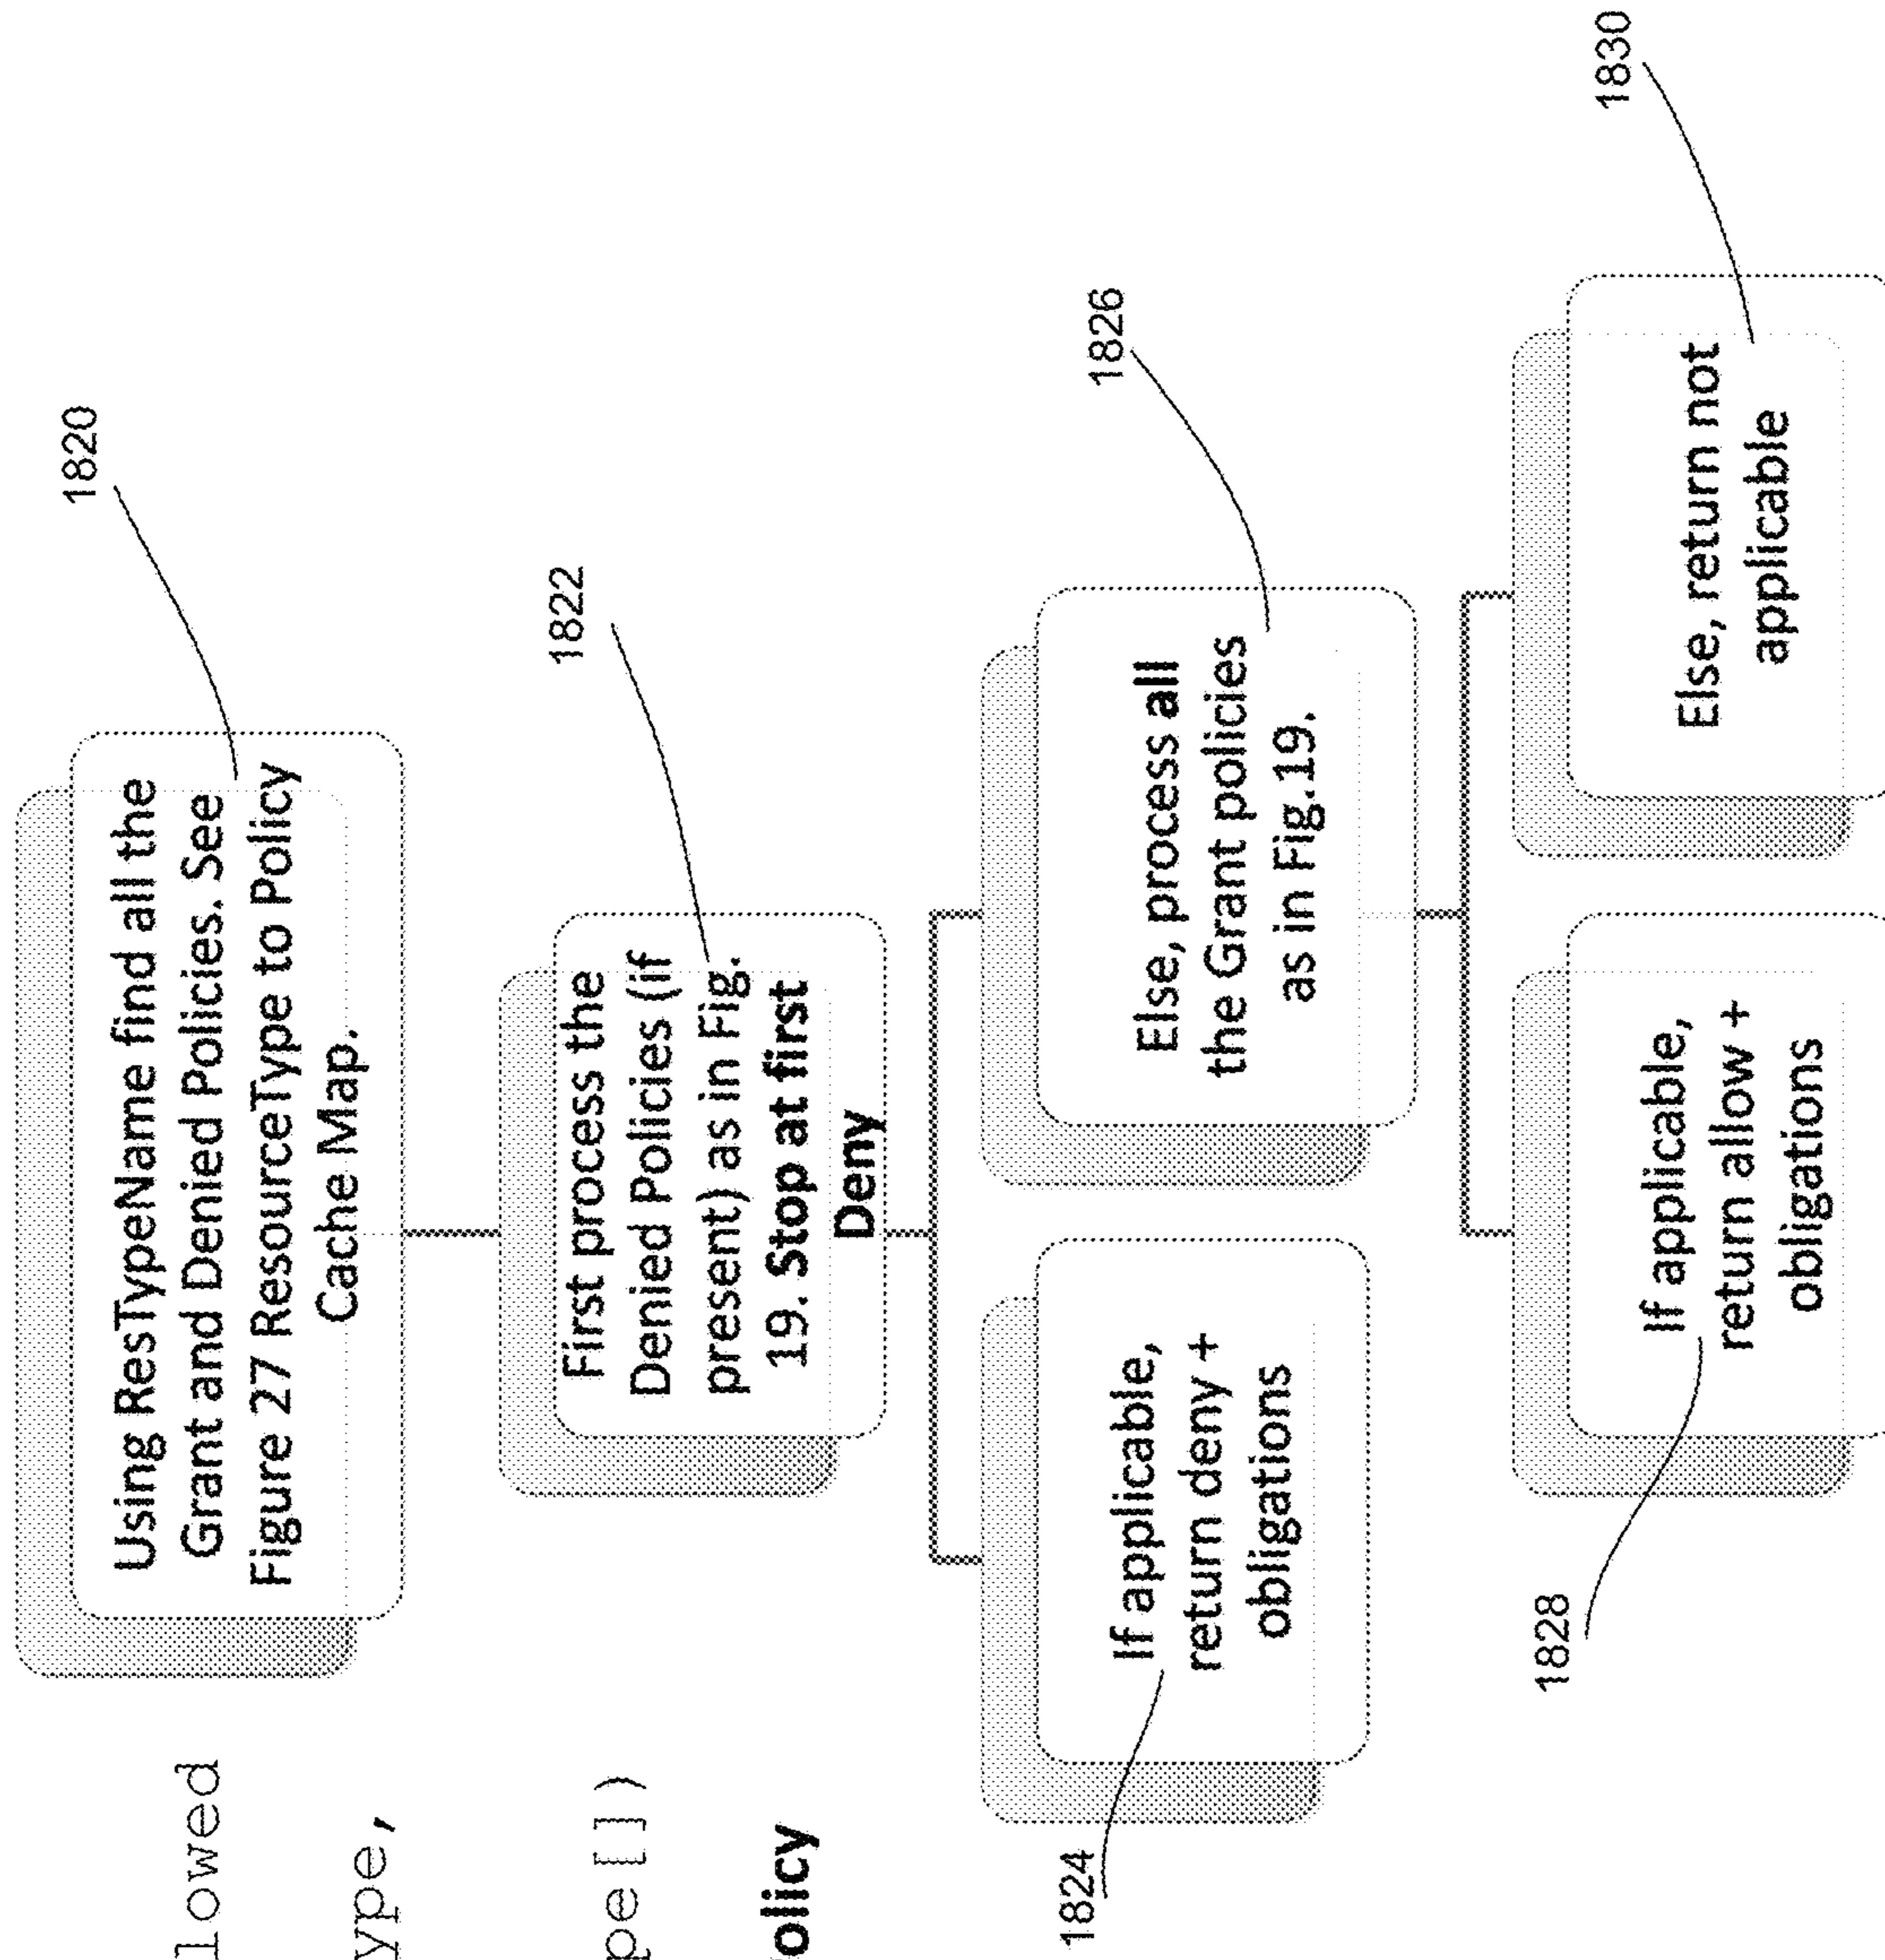 lowed
ype,
pe[])
olicy
1820
Using ResTypeName find all the
Grant and Denied Policies. See
Figure 27 ResourceType to Policy
Cache Map.
1822
First process the
Denied Policies (if
present) as in Fig.
19. Stop at first
Deny
1824
If applicable,
return deny +
obligations
1826
Else, process all
the Grant policies
as in Fig.19.
1828
If applicable,
return allow +
obligations
1830
Else, return not
applicable